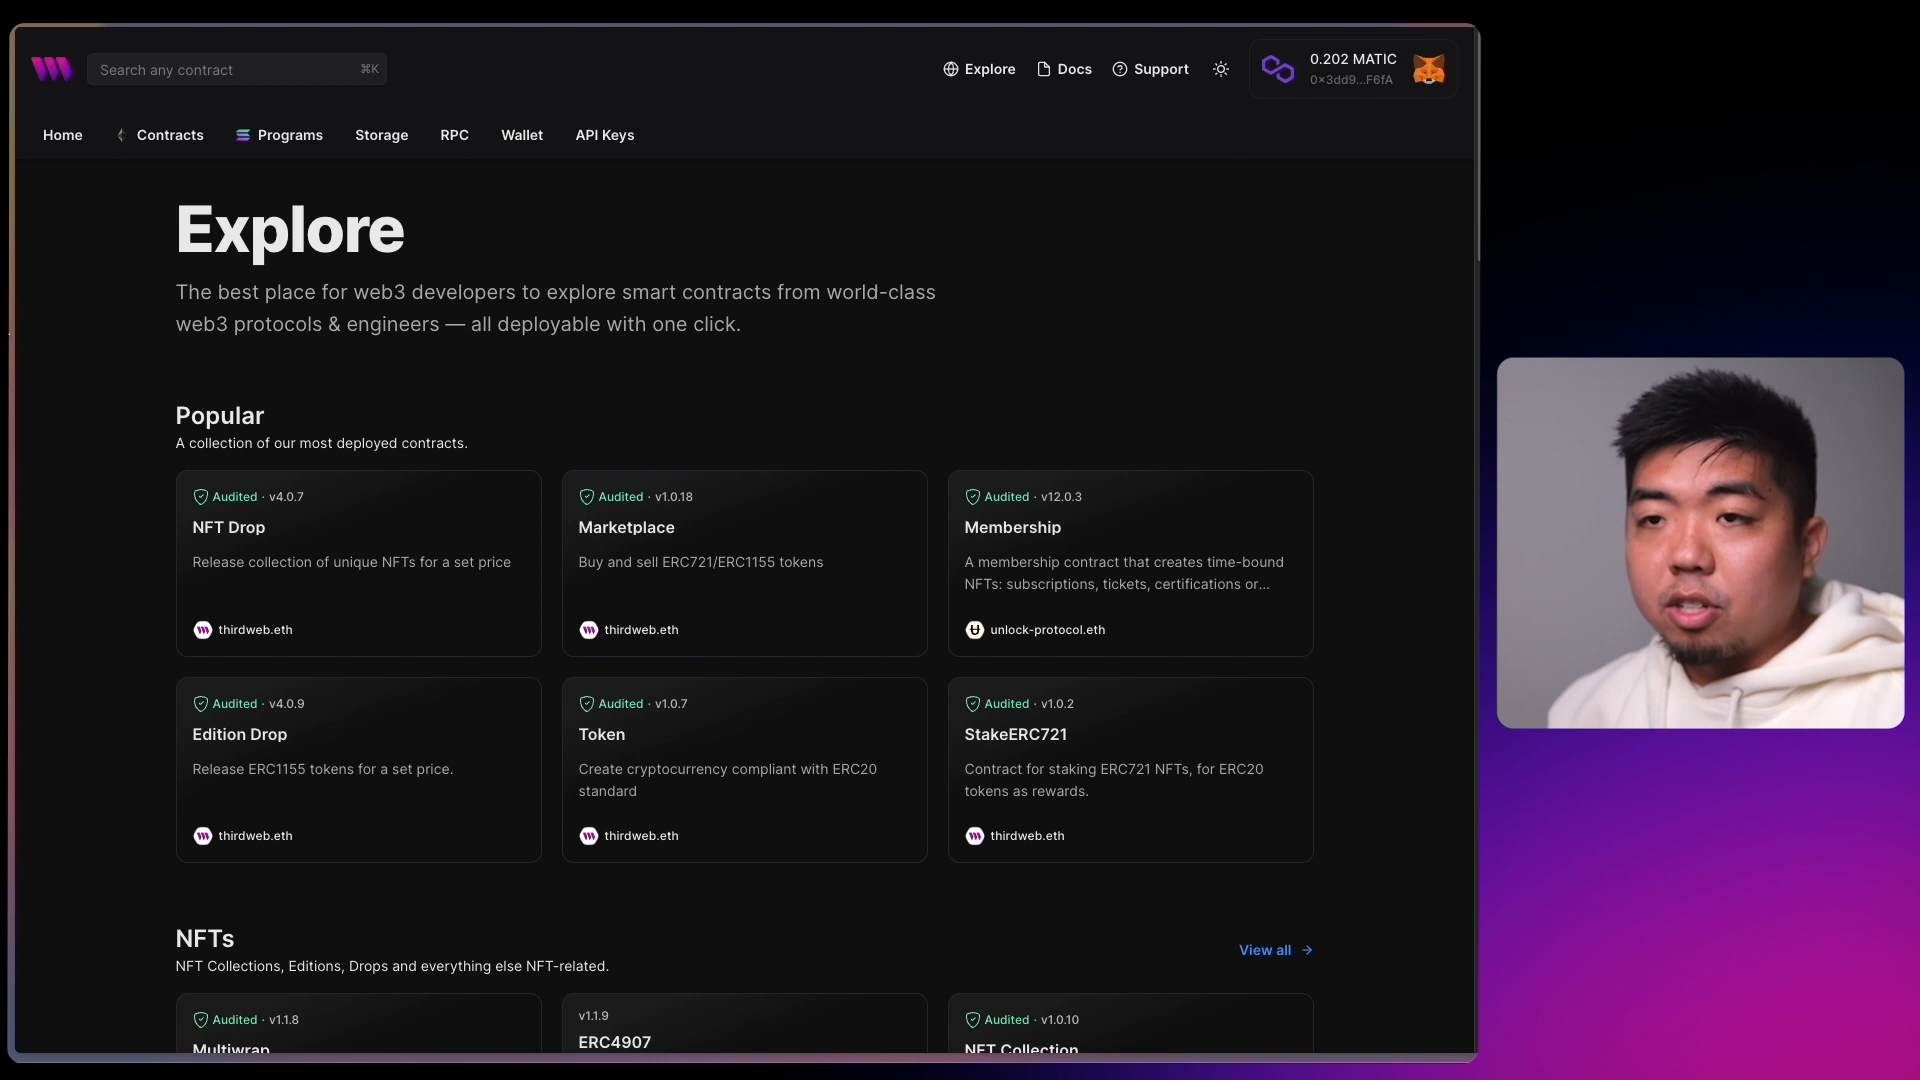 Search any contract
⌘K
Explore
Docs
Support
0.202 MATIC
0×3dd9...F6fA
Home
Contracts
Programs
Storage
RPC
Wallet
API Keys
Explore
The best place for web3 developers to explore smart contracts from world-class
web3 protocols & engineers — all deployable with one click.
Popular
A collection of our most deployed contracts.
Audited · v4.0.7
NFT Drop
Release collection of unique NFTs for a set price
thirdweb.eth
Audited · v1.0.18
Marketplace
Buy and sell ERC721/ERC1155 tokens
thirdweb.eth
Audited · v12.0.3
Membership
A membership contract that creates time-bound
NFTs: subscriptions, tickets, certifications or...
unlock-protocol.eth
Audited · v4.0.9
Edition Drop
Release ERC1155 tokens for a set price.
thirdweb.eth
Audited · v1.0.7
Token
Create cryptocurrency compliant with ERC20
standard
thirdweb.eth
Audited · v1.0.2
StakeERC721
Contract for staking ERC721 NFTs, for ERC20
tokens as rewards.
thirdweb.eth
NFTs
NFT Collections, Editions, Drops and everything else NFT-related.
View all →
Audited · v1.1.8
Multiwrap
v1.1.9
ERC4907
Audited · v1.0.10
NFT Collection